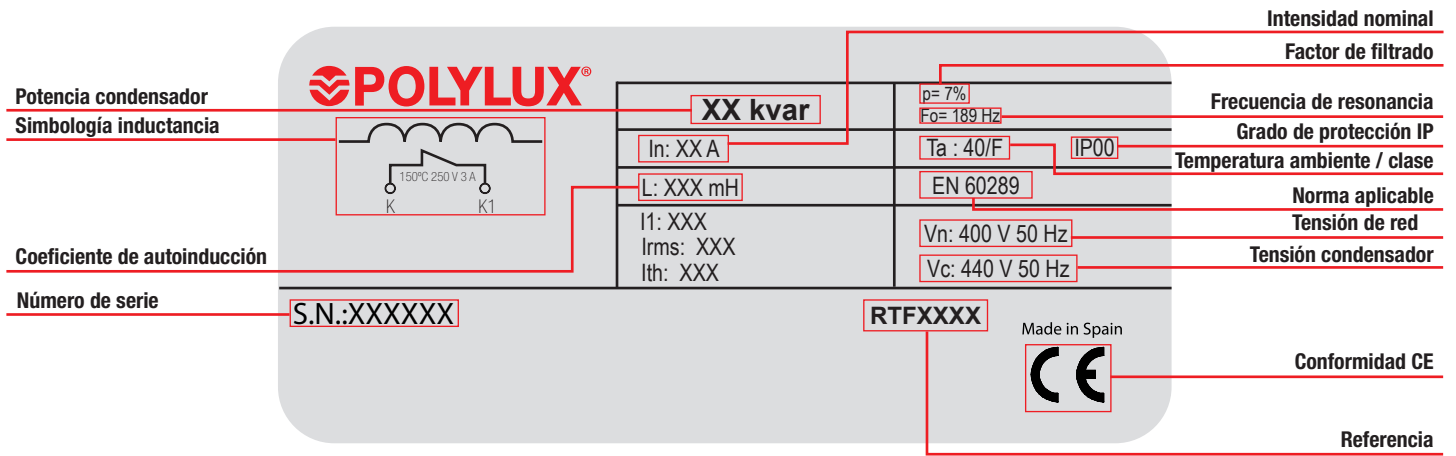 Intensidad nominal
Factor de filtrado
Potencia condensador
Simbología inductancia
Frecuencia de resonancia
Grado de protección IP
Temperatura ambiente / clase
Norma aplicable
Tensión de red
Tensión condensador
Coeficiente de autoinducción
Número de serie
Conformidad CE
Referencia
POLYLUX®
150ºC 250 V 3 A
K K1
XX kvar
In: XX A
L: XXX mH
I1: XXX
Irms: XXX
Ith: XXX
p= 7%
Fo= 189 Hz
Ta : 40/F IP00
EN 60289
Vn: 400 V 50 Hz
Vc: 440 V 50 Hz
S.N.:XXXXXX
RTFXXXX
Made in Spain
CE